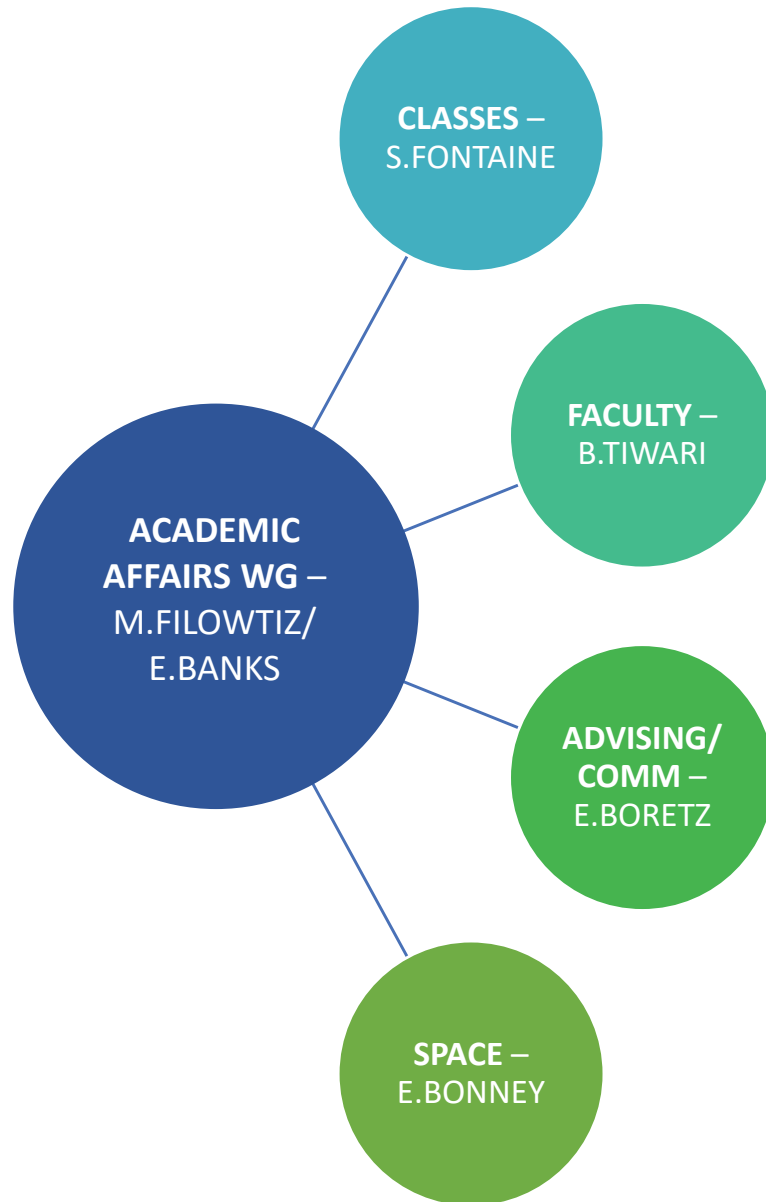 CLASSES –
S.FONTAINE
FACULTY –
B.TIWARI
ACADEMIC
AFFAIRS WG –
M.FILOWTIZ/
E.BANKS
ADVISING/
COMM –
E.BORETZ
SPACE –
E.BONNEY